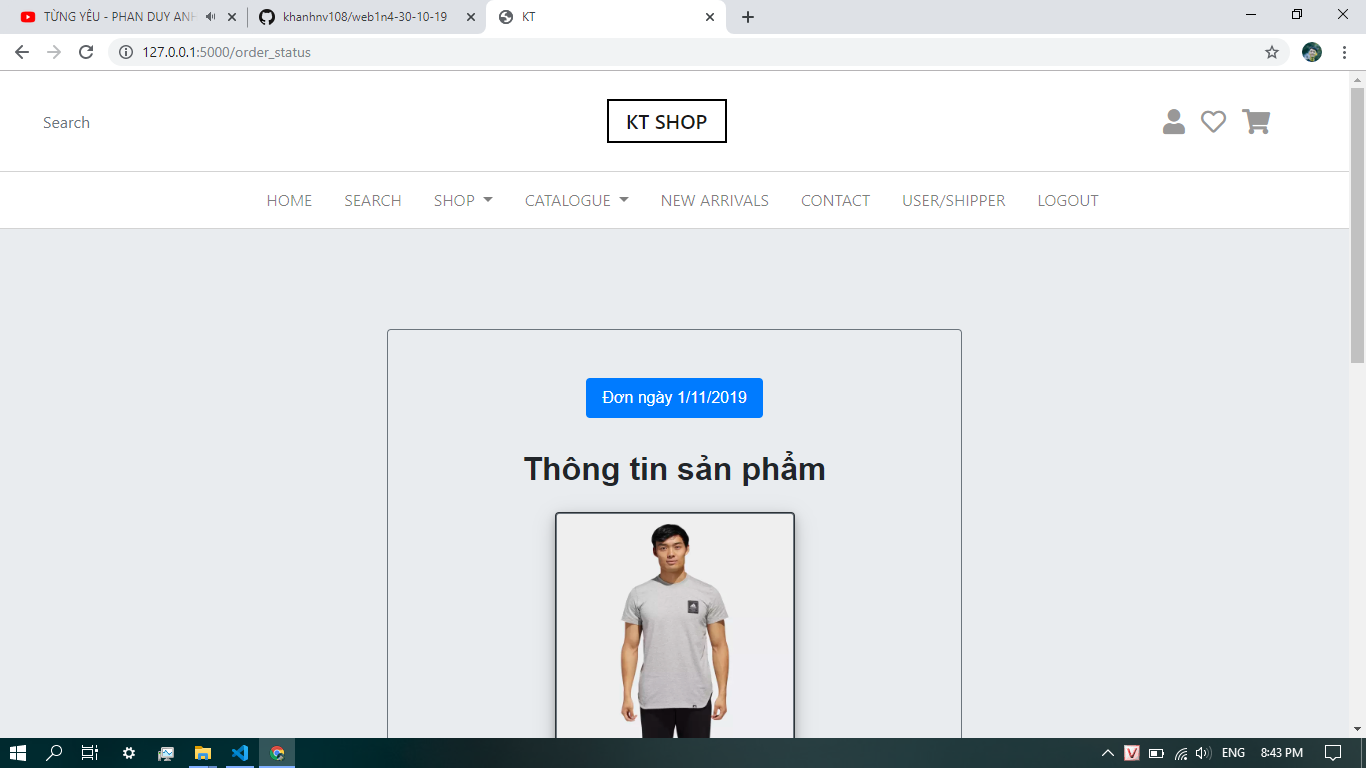 TỪNG YÊU - PHAN DUY ANH
khanhnv108/web1n4-30-10-19
KT
127.0.0.1:5000/order_status
Search
KT SHOP
HOME SEARCH SHOP CATALOGUE NEW ARRIVALS CONTACT USER/SHIPPER LOGOUT
Đơn ngày 1/11/2019
Thông tin sản phẩm
V
ENG
8:43 PM